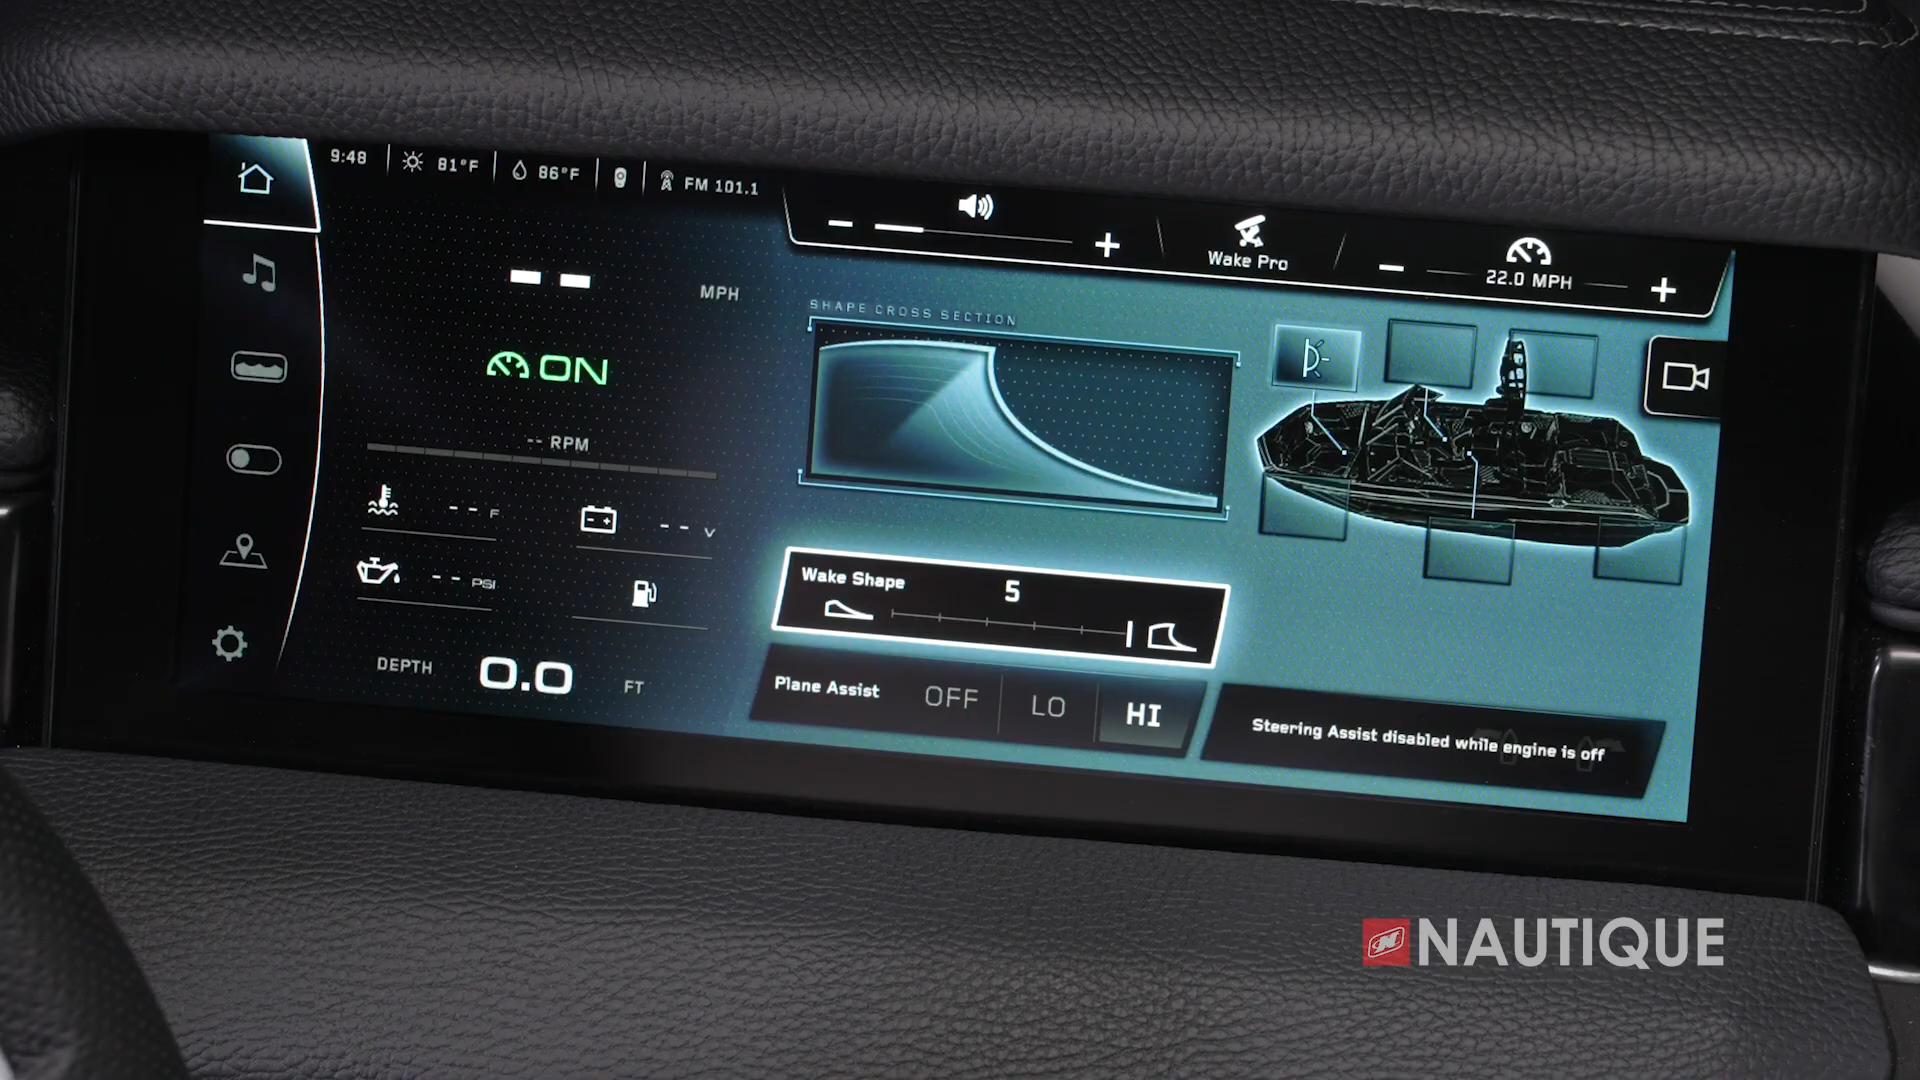 9:48 81°F 86°F FM 101.1
-- MPH
ON
-- RPM
-- F
-- V
-- PSI
DEPTH 0.0 FT
Wake Pro
22.0 MPH
SHAPE CROSS SECTION
Wake Shape 5
Plane Assist OFF LO HI
Steering Assist disabled while engine is off
NAUTIQUE